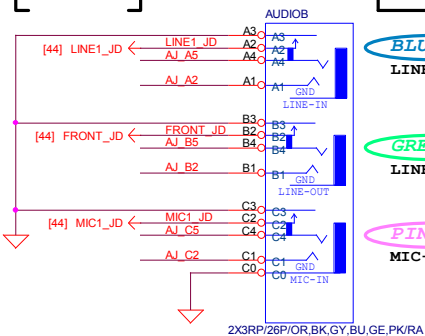 AUDIOB
A3 A3
[44] LINE1_JD LINE1_JD A2 A2
AJ_A5 A4 A4
AJ_A2 A1 A1
GND
LINE-IN
BLU
LINE
B3 B3
[44] FRONT_JD FRONT_JD B2 B2
AJ_B5 B4 B4
AJ_B2 B1 B1
GND
LINE-OUT
GRE
LINE
C3 C3
[44] MIC1_JD MIC1_JD C2 C2
AJ_C5 C4 C4
AJ_C2 C1 C1
GND
C0 C0
MIC-IN
PIN
MIC-
2X3RP/26P/OR,BK,GY,BU,GE,PK/RA